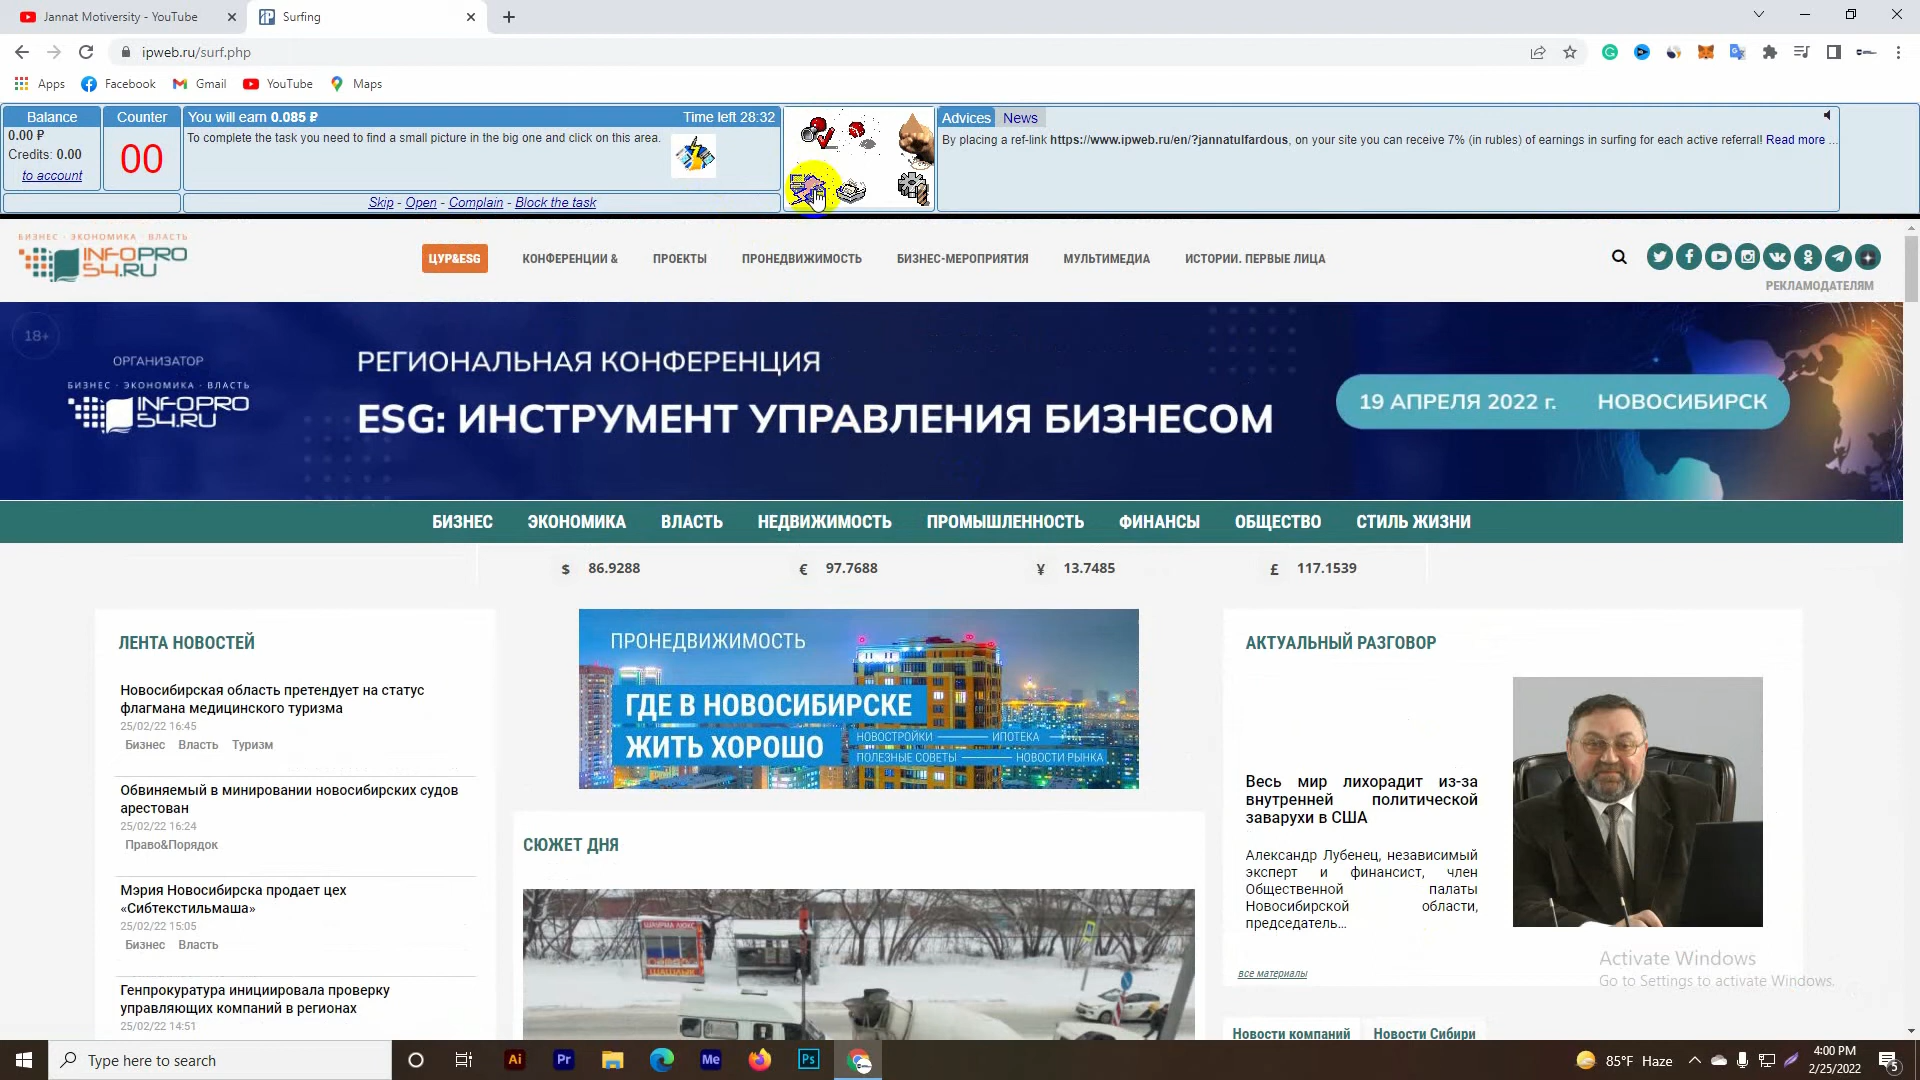 Jannat Motiversity - YouTube
Surfing
ipweb.ru/surf.php
Apps
Facebook
Gmail
YouTube
Maps
Balance
0.00 ₽
Credits: 0.00
to account
Counter
00
You will earn 0.085 ₽
Time left 28:32
To complete the task you need to find a small picture in the big one and click on this area.
Skip - Open - Complain - Block the task
Advices
News
By placing a ref-link https://www.ipweb.ru/en/?jannatulfardous, on your site you can receive 7% (in rubles) of earnings in surfing for each active referral! Read more ...
БИЗНЕС · ЭКОНОМИКА · ВЛАСТЬ
INFOPRO
54.RU
ЦУР&ESG
КОНФЕРЕНЦИИ &
ПРОЕКТЫ
ПРОНЕДВИЖИМОСТЬ
БИЗНЕС-МЕРОПРИЯТИЯ
МУЛЬТИМЕДИА
ИСТОРИИ. ПЕРВЫЕ ЛИЦА
РЕКЛАМОДАТЕЛЯМ
18+
ОРГАНИЗАТОР
БИЗНЕС · ЭКОНОМИКА · ВЛАСТЬ
INFOPRO
54.RU
РЕГИОНАЛЬНАЯ КОНФЕРЕНЦИЯ
ESG: ИНСТРУМЕНТ УПРАВЛЕНИЯ БИЗНЕСОМ
19 АПРЕЛЯ 2022 г. НОВОСИБИРСК
БИЗНЕС
ЭКОНОМИКА
ВЛАСТЬ
НЕДВИЖИМОСТЬ
ПРОМЫШЛЕННОСТЬ
ФИНАНСЫ
ОБЩЕСТВО
СТИЛЬ ЖИЗНИ
$ 86.9288
€ 97.7688
¥ 13.7485
£ 117.1539
ЛЕНТА НОВОСТЕЙ
Новосибирская область претендует на статус
флагмана медицинского туризма
25/02/22 16:45
Бизнес Власть Туризм
Обвиняемый в минировании новосибирских судов
арестован
25/02/22 16:24
Право&Порядок
Мэрия Новосибирска продает цех
«Сибтекстильмаша»
25/02/22 15:05
Бизнес Власть
Генпрокуратура инициировала проверку
управляющих компаний в регионах
25/02/22 14:51
ПРОНЕДВИЖИМОСТЬ
ГДЕ В НОВОСИБИРСКЕ
ЖИТЬ ХОРОШО
НОВОСТРОЙКИ ИПОТЕКА
ПОЛЕЗНЫЕ СОВЕТЫ НОВОСТИ РЫНКА
СЮЖЕТ ДНЯ
АКТУАЛЬНЫЙ РАЗГОВОР
Весь мир лихорадит из-за
внутренней политической
заварухи в США
Александр Лубенец, независимый
эксперт и финансист, член
Общественной палаты
Новосибирской области,
председатель...
все материалы
Новости компаний
Новости Сибири
Activate Windows
Go to Settings to activate Windows.
Type here to search
Ai
Pr
Me
Ps
85°F Haze
4:00 PM
2/25/2022
5